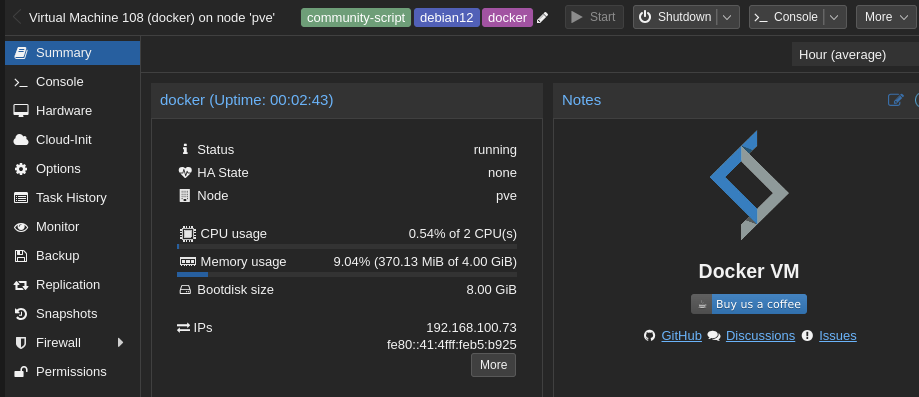 Virtual Machine 108 (docker) on node 'pve' community-script debian12 docker Start Shutdown Console More
Summary
Console
Hardware
Cloud-Init
Options
Task History
Monitor
Backup
Replication
Snapshots
Firewall
Permissions
Hour (average)
docker (Uptime: 00:02:43)
Status running
HA State none
Node pve
CPU usage 0.54% of 2 CPU(s)
Memory usage 9.04% (370.13 MiB of 4.00 GiB)
Bootdisk size 8.00 GiB
IPs 192.168.100.73
fe80::41:4fff:feb5:b925
More
Notes
Docker VM
Buy us a coffee
GitHub Discussions Issues